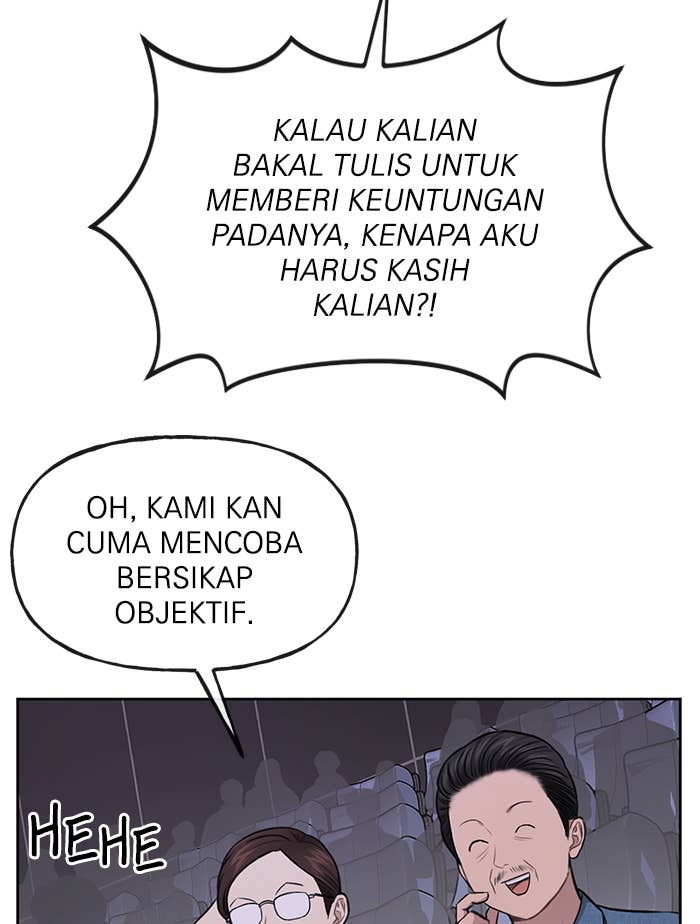 KALAU KALIAN
BAKAL TULIS UNTUK
MEMBERI KEUNTUNGAN
PADANYA, KENAPA AKU
HARUS KASIH
KALIAN?!
OH, KAMI KAN
CUMA MENCOBA
BERSIKAP
OBJEKTIF.
HEHE